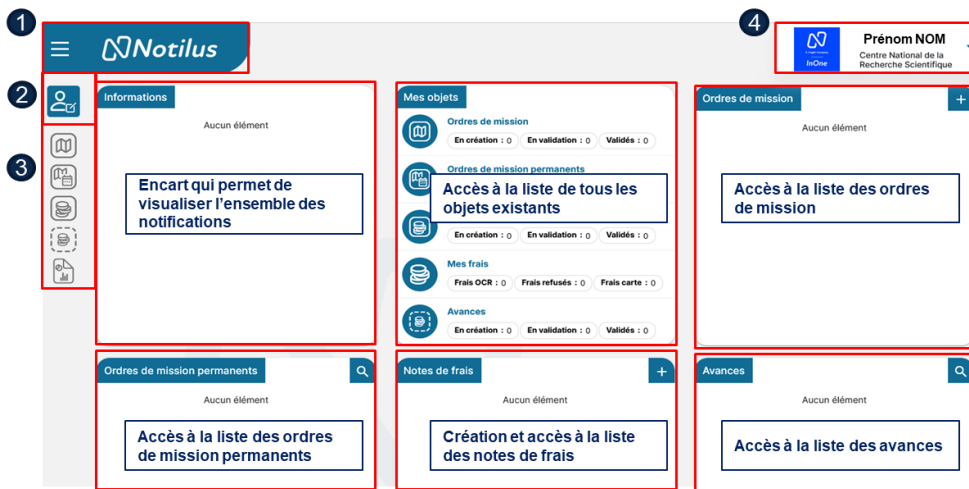 1
Notilus
4
InOne
Prénom NOM
Centre National de la
Recherche Scientifique
2
3
Informations
Aucun élément
Encart qui permet de
visualiser l'ensemble des
notifications
Mes objets
Ordres de mission
En création : 0 En validation : 0 Validés : 0
Ordres de mission permanents
Accès à la liste de tous les
objets existants
En création : 0 En validation : 0 Validés : 0
Mes frais
Frais OCR : 0 Frais refusés : 0 Frais carte : 0
Avances
En création : 0 En validation : 0 Validés : 0
Ordres de mission +
Aucun élément
Accès à la liste des ordres
de mission
Ordres de mission permanents
Aucun élément
Accès à la liste des ordres
de mission permanents
Notes de frais +
Aucun élément
Création et accès à la liste
des notes de frais
Avances
Aucun élément
Accès à la liste des avances